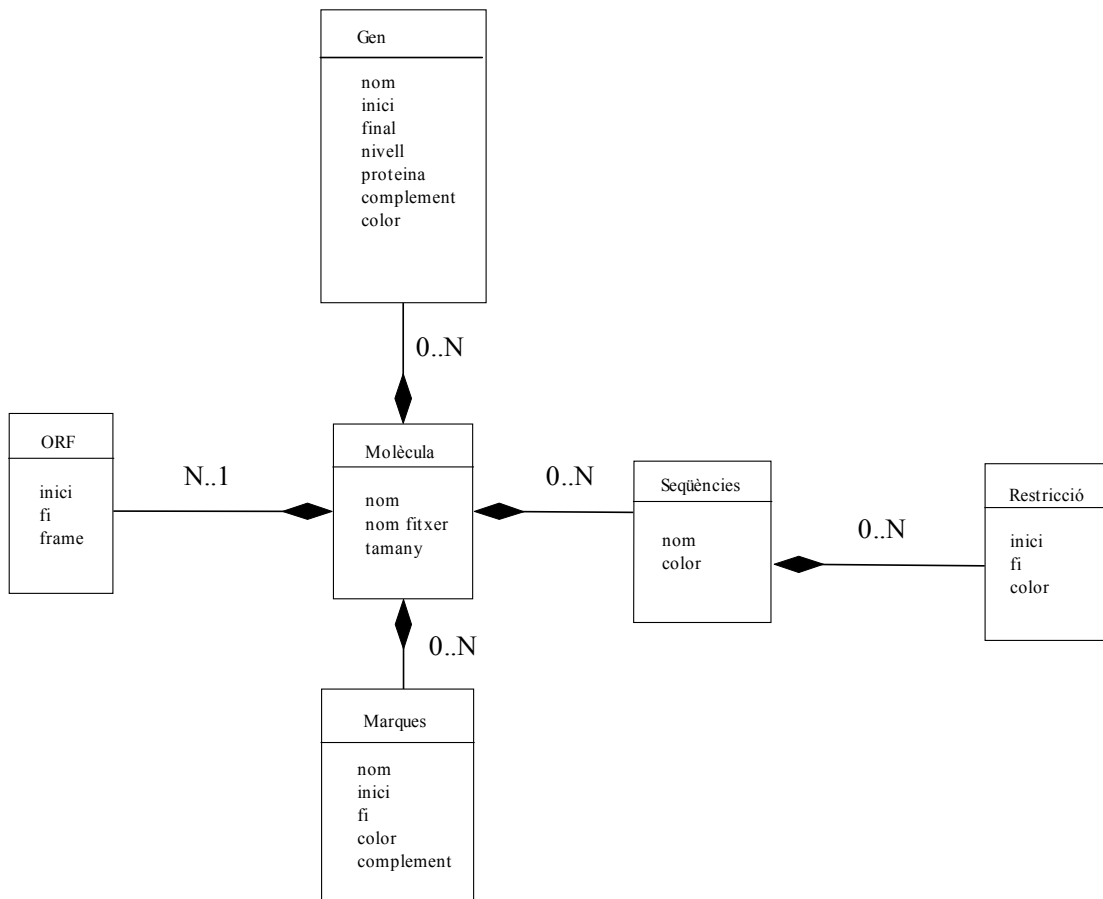 Gen
nom
inici
final
nivell
proteina
complement
color
0..N
ORF
inici
fi
frame
N..1
Molècula
nom
nom fitxer
tamany
0..N
Seqüències
nom
color
0..N
Restricció
inici
fi
color
0..N
Marques
nom
inici
fi
color
complement